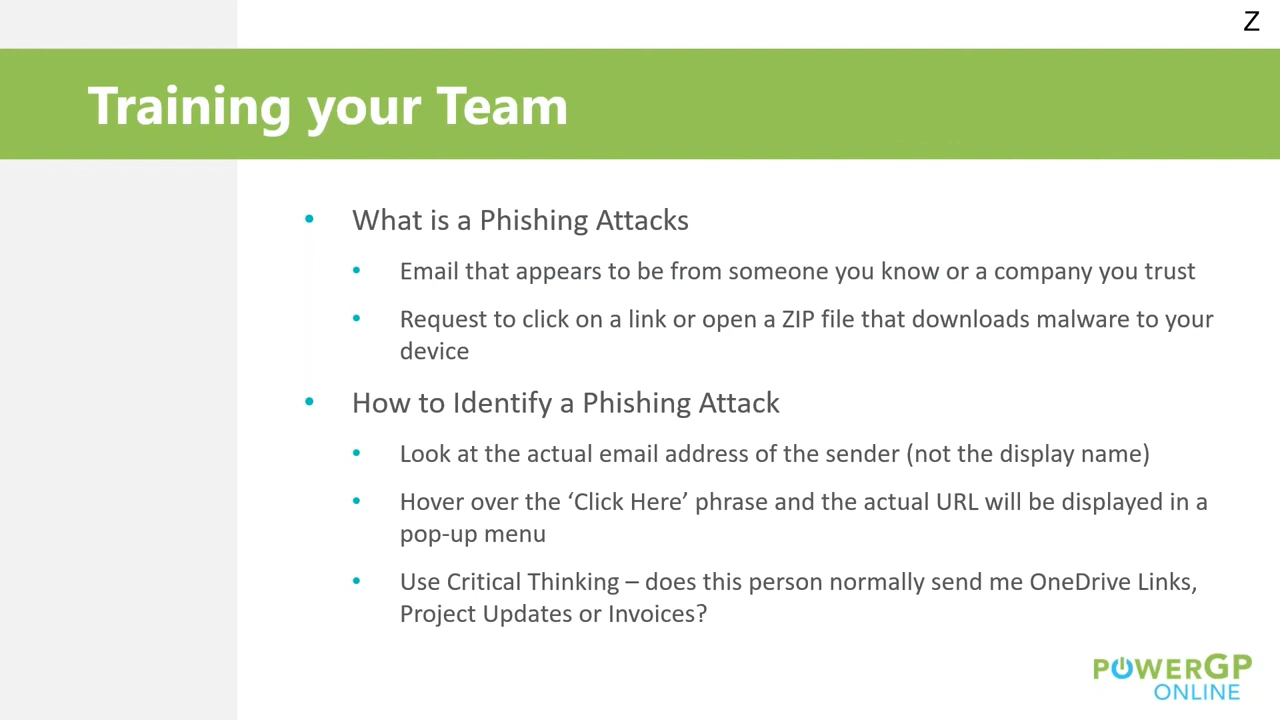 Z
Training your Team
• What is a Phishing Attacks
• Email that appears to be from someone you know or a company you trust
• Request to click on a link or open a ZIP file that downloads malware to your
device
• How to Identify a Phishing Attack
• Look at the actual email address of the sender (not the display name)
• Hover over the ‘Click Here’ phrase and the actual URL will be displayed in a
pop-up menu
• Use Critical Thinking – does this person normally send me OneDrive Links,
Project Updates or Invoices?
POWERGP
ONLINE